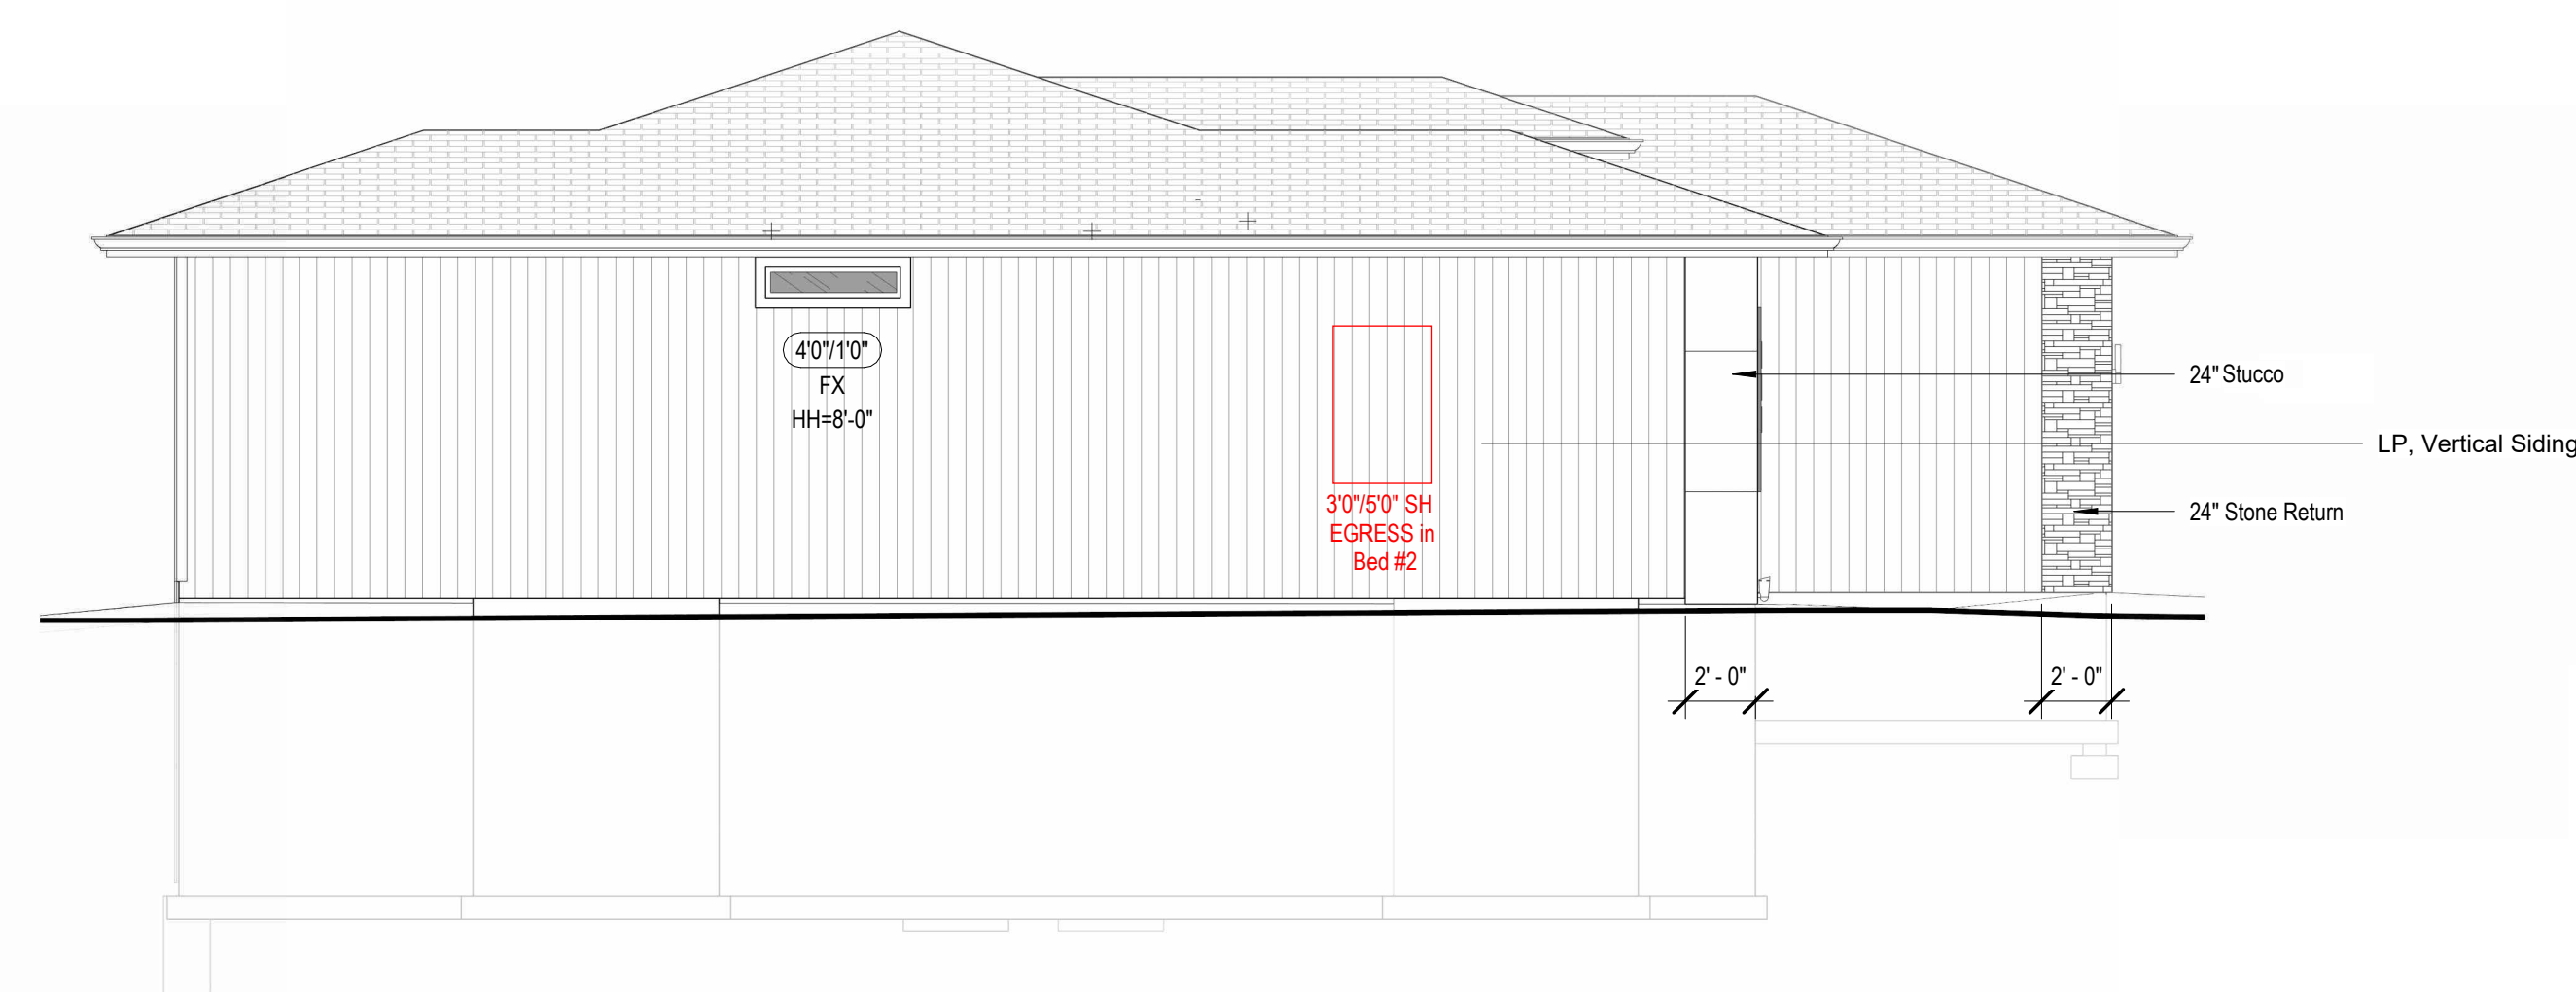 4'0"/1'0"
FX
HH=8'-0"
3'0"/5'0" SH
EGRESS in
Bed #2
24" Stucco
LP, Vertical Siding
24" Stone Return
2' - 0"
2' - 0"